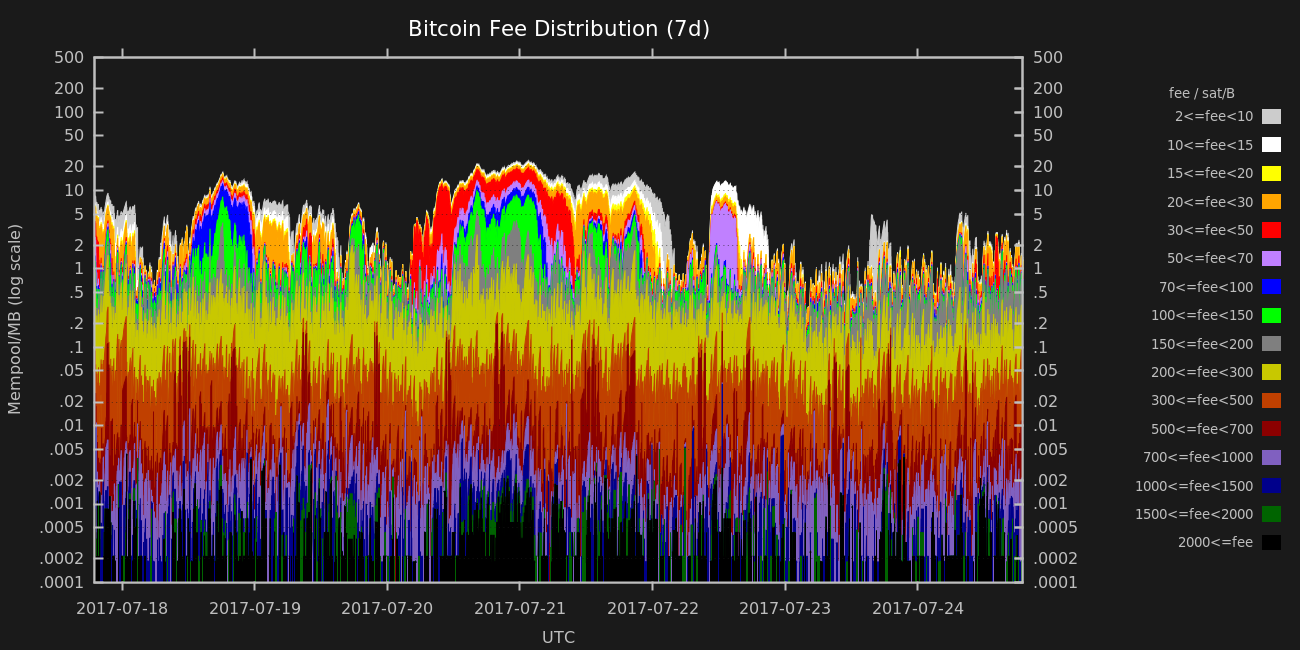 Bitcoin Fee Distribution (7d)
Mempool/MB (log scale)
500
200
100
50
20
10
5
2
1
.5
.2
.1
.05
.02
.01
.005
.002
.001
.0005
.0002
.0001
500
200
100
50
20
10
5
2
1
.5
.2
.1
.05
.02
.01
.005
.002
.001
.0005
.0002
.0001
2017-07-18 2017-07-19 2017-07-20 2017-07-21 2017-07-22 2017-07-23 2017-07-24
UTC
fee / sat/B
2<=fee<10
10<=fee<15
15<=fee<20
20<=fee<30
30<=fee<50
50<=fee<70
70<=fee<100
100<=fee<150
150<=fee<200
200<=fee<300
300<=fee<500
500<=fee<700
700<=fee<1000
1000<=fee<1500
1500<=fee<2000
2000<=fee